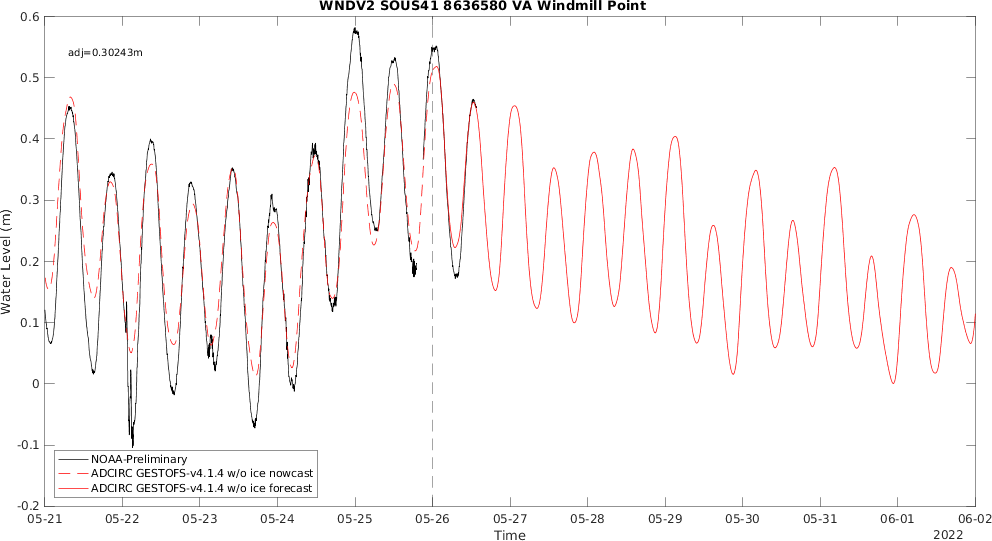 WNDV2 SOUS41 8636580 VA Windmill Point
adj=0.30243m
Water Level (m)
0.6
0.5
0.4
0.3
0.2
0.1
0
-0.1
-0.2
NOAA-Preliminary
ADCIRC GESTOFS-v4.1.4 w/o ice nowcast
ADCIRC GESTOFS-v4.1.4 w/o ice forecast
05-21 05-22 05-23 05-24 05-25 05-26 05-27 05-28 05-29 05-30 05-31 06-01 06-02
Time
2022